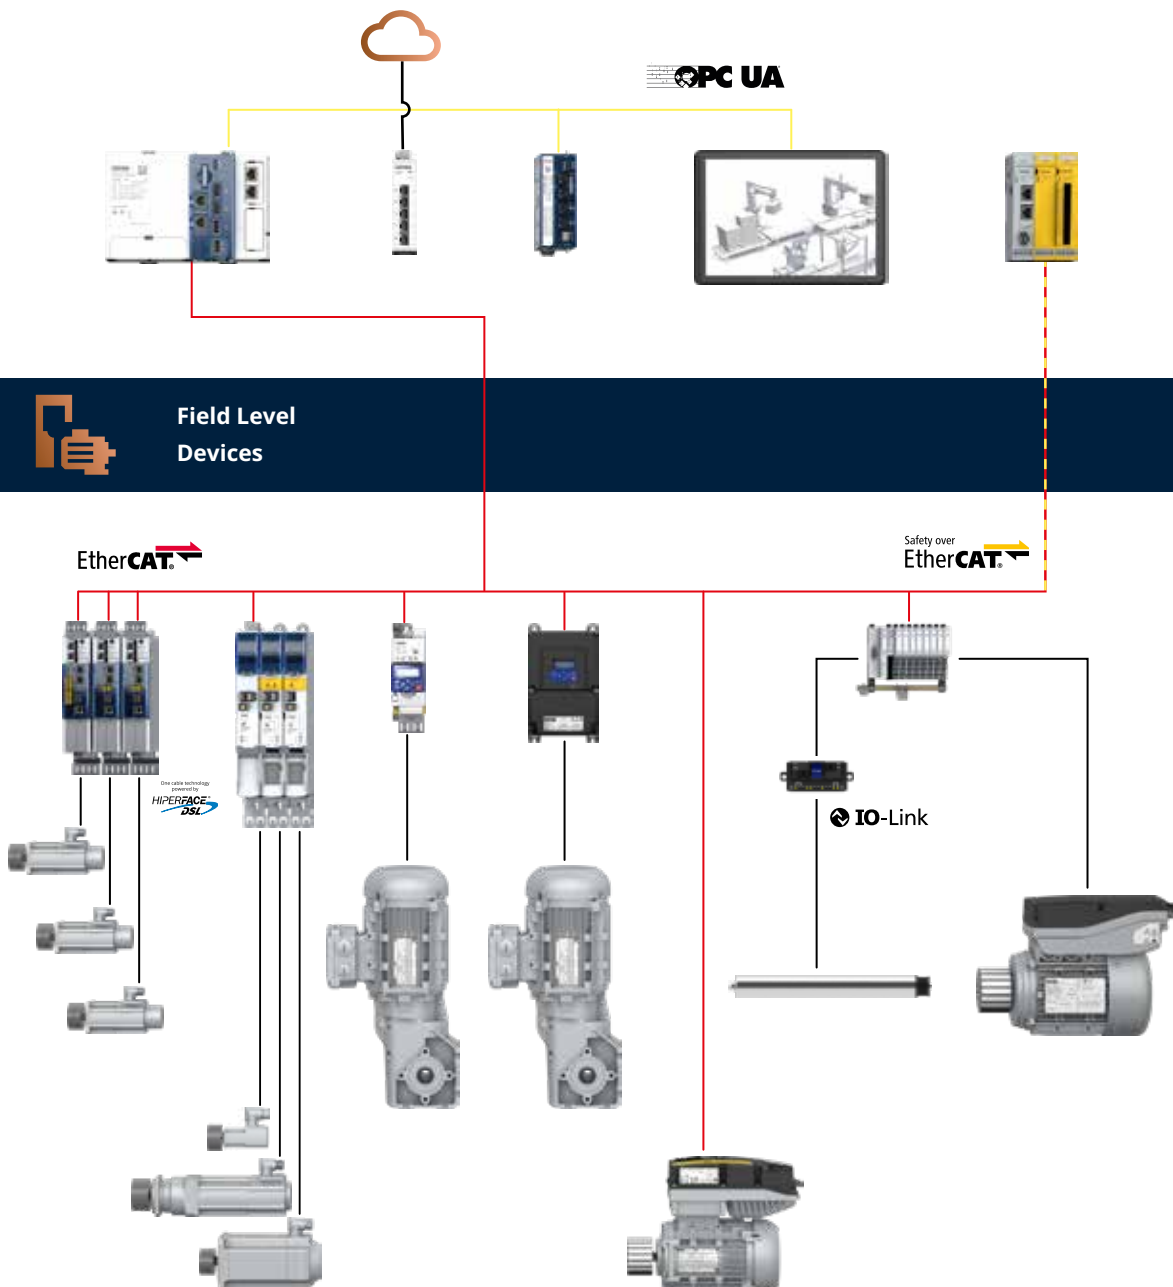 OPC UA
Field Level
Devices
EtherCAT®
Safety over
EtherCAT®
One cable technology
powered by
HIPERFACE
DSL
IO-Link